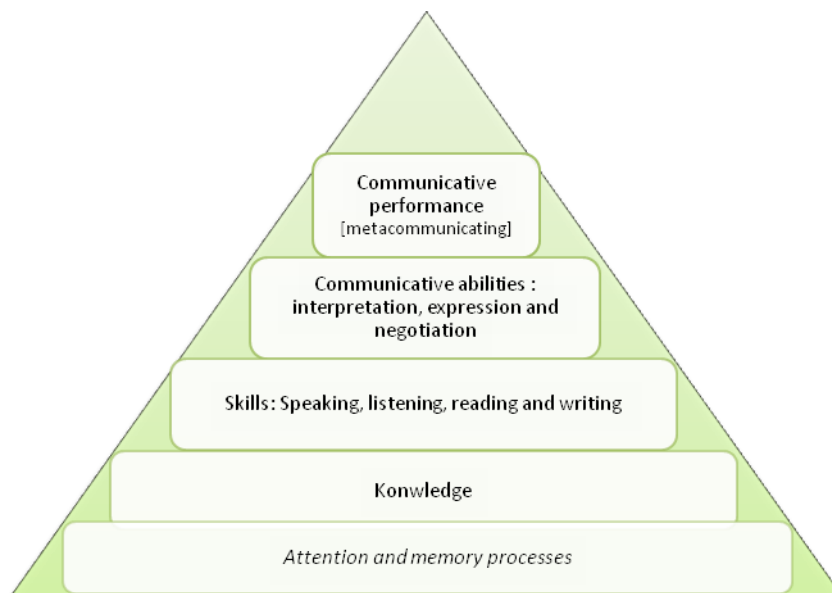 Communicative
performance
[metacommunicating]
Communicative abilities :
interpretation, expression and
negotiation
Skills: Speaking, listening, reading and writing
Konwledge
Attention and memory processes